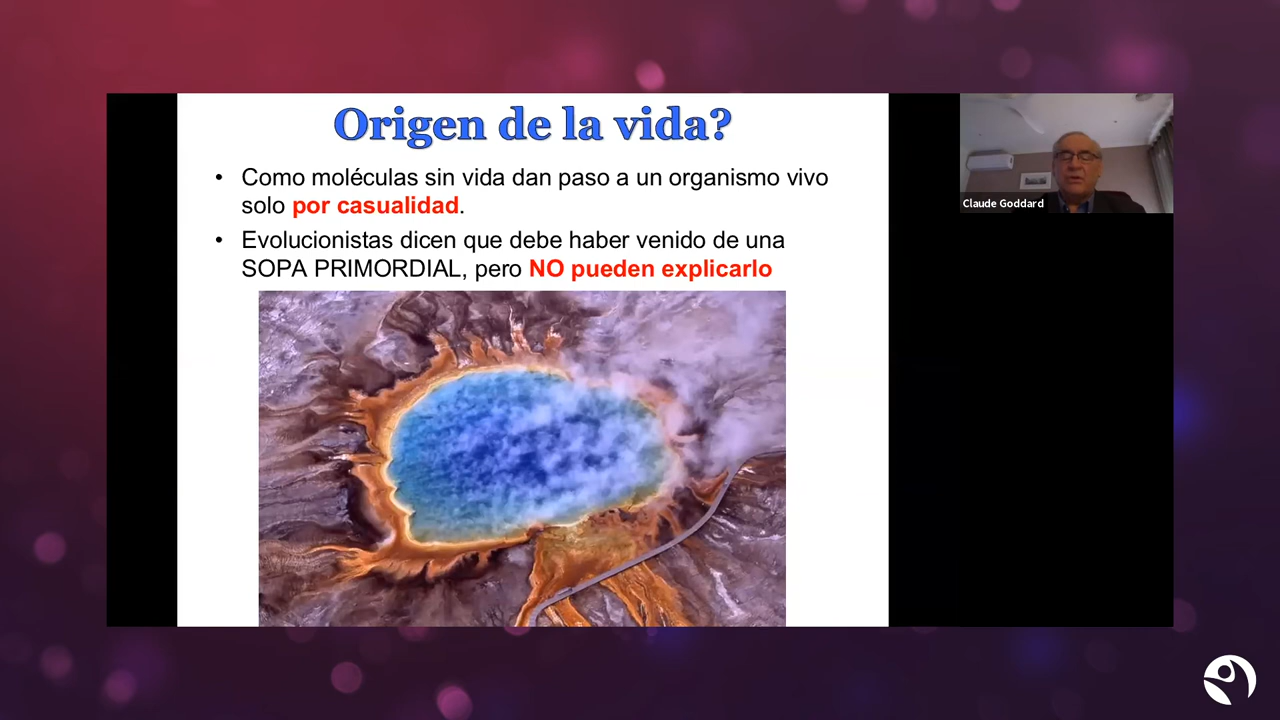 Origen de la vida?
• Como moléculas sin vida dan paso a un organismo vivo
solo por casualidad.
• Evolucionistas dicen que debe haber venido de una
SOPA PRIMORDIAL, pero NO pueden explicarlo
Claude Goddard